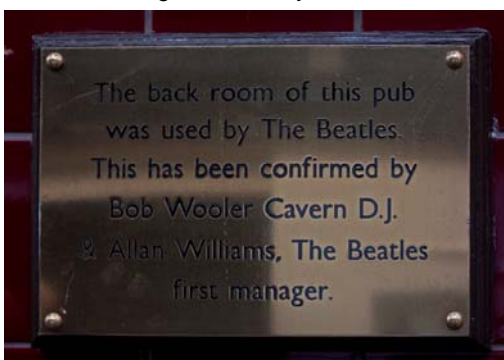 The back room of this pub
was used by The Beatles.
This has been confirmed by
Bob Wooler Cavern D.J.
& Allan Williams, The Beatles
first manager.